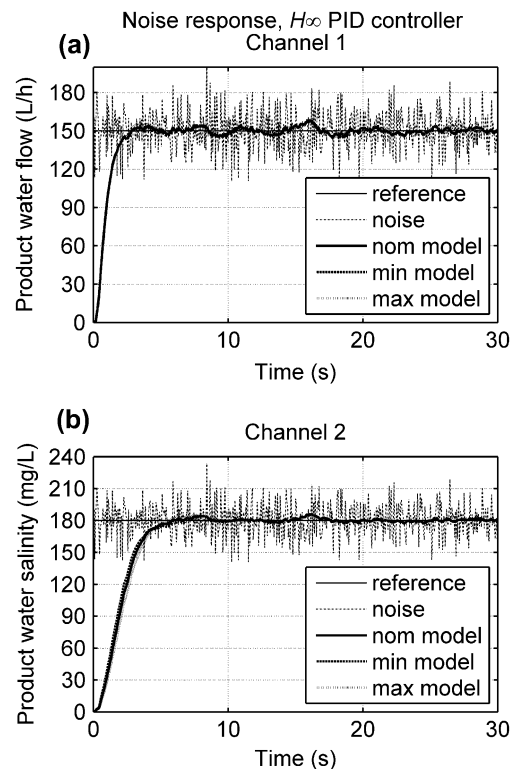 Noise response, H∞ PID controller
(a)
Channel 1
Product water flow (L/h)
180
150
120
90
60
30
0
reference
noise
nom model
min model
max model
0 10 20 30
Time (s)
(b)
Channel 2
Product water salinity (mg/L)
240
210
180
150
120
90
60
30
0
reference
noise
nom model
min model
max model
0 10 20 30
Time (s)